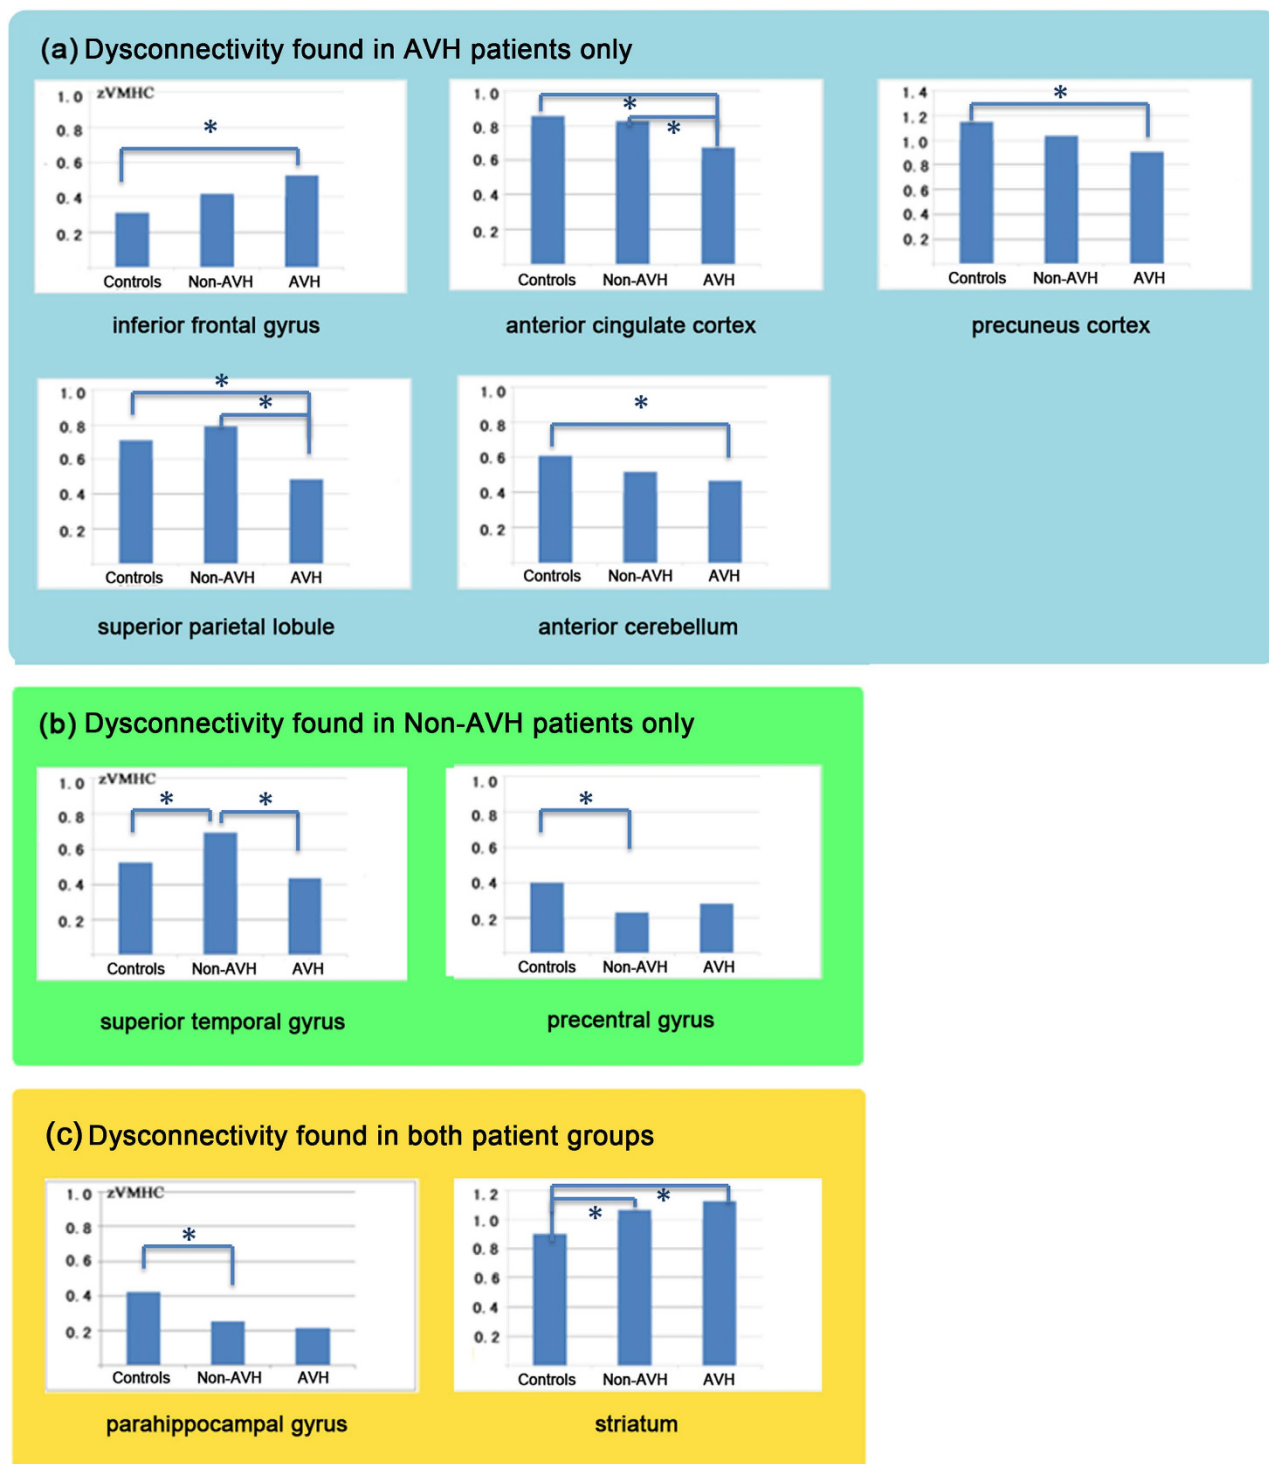 (a) Dysconnectivity found in AVH patients only
zVMHC
1.0
0.8
0.6
0.4
0.2
*
Controls Non-AVH AVH
inferior frontal gyrus
1.0
0.8
0.6
0.4
0.2
*
*
Controls Non-AVH AVH
anterior cingulate cortex
1.4
1.2
1.0
0.8
0.6
0.4
0.2
*
Controls Non-AVH AVH
precuneus cortex
1.0
0.8
0.6
0.4
0.2
*
*
Controls Non-AVH AVH
superior parietal lobule
1.0
0.8
0.6
0.4
0.2
*
Controls Non-AVH AVH
anterior cerebellum
(b) Dysconnectivity found in Non-AVH patients only
zVMHC
1.0
0.8
0.6
0.4
0.2
* *
Controls Non-AVH AVH
superior temporal gyrus
1.0
0.8
0.6
0.4
0.2
*
Controls Non-AVH AVH
precentral gyrus
(c) Dysconnectivity found in both patient groups
zVMHC
1.0
0.8
0.6
0.4
0.2
*
Controls Non-AVH AVH
parahippocampal gyrus
1.2
1.0
0.8
0.6
0.4
0.2
*
*
Controls Non-AVH AVH
striatum